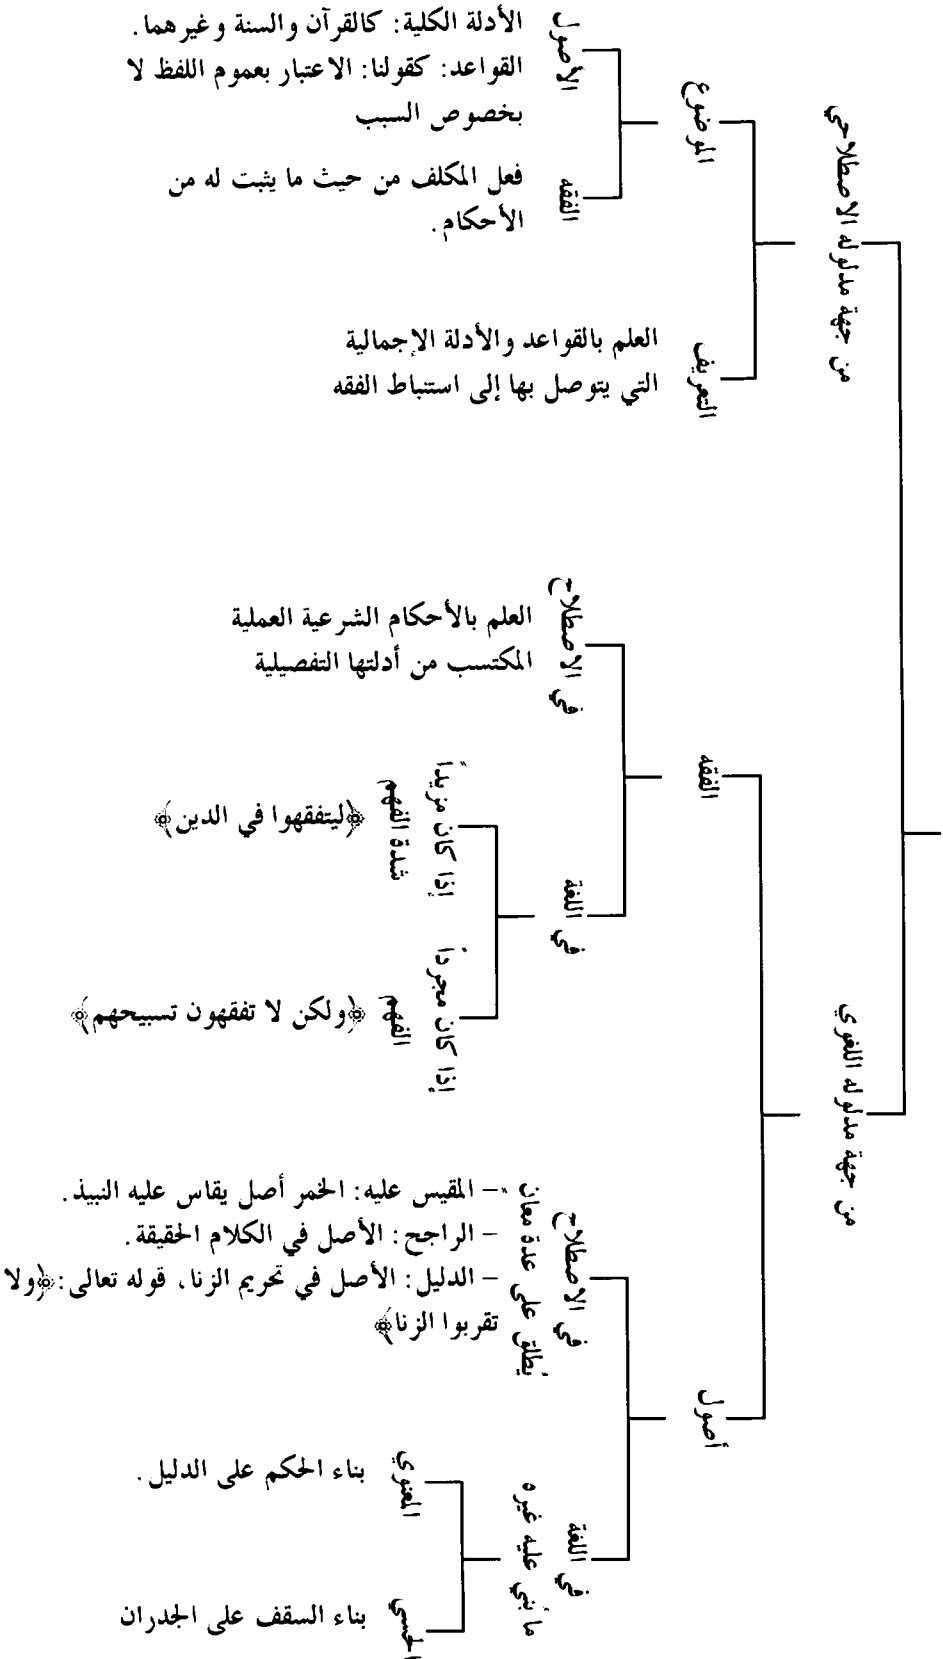 من جهة مدلوله الاصطلاحي
الموضوع
الأصول
الأدلة الكلية: كالقرآن والسنة وغيرهما.
القواعد: كقولنا: الاعتبار بعموم اللفظ لا
بخصوص السبب
الفقه
فعل المكلف من حيث ما يثبت له من
الأحكام.
التعريف
العلم بالقواعد والأدلة الإجمالية
التي يتوصل بها إلى استنباط الفقه
من جهة مدلوله اللغوي
الفقه
في الاصطلاح
العلم بالأحكام الشرعية العملية
المكتسب من أدلتها التفصيلية
في اللغة
إذا كان مزيداً
شدة الفهم
﴿ليتفقهوا في الدين﴾
إذا كان مجرداً
الفهم
﴿ولكن لا تفقهون تسبيحهم﴾
أصول
في الاصطلاح
يُطلق على عدة معان
– المقيس عليه: الخمر أصل يقاس عليه النبيذ.
– الراجح: الأصل في الكلام الحقيقة.
– الدليل: الأصل في تحريم الزنا، قوله تعالى: ﴿ولا
تقربوا الزنا﴾
في اللغة
ما بُني عليه غيره
المعنوي
بناء الحكم على الدليل.
الحسي
بناء السقف على الجدران